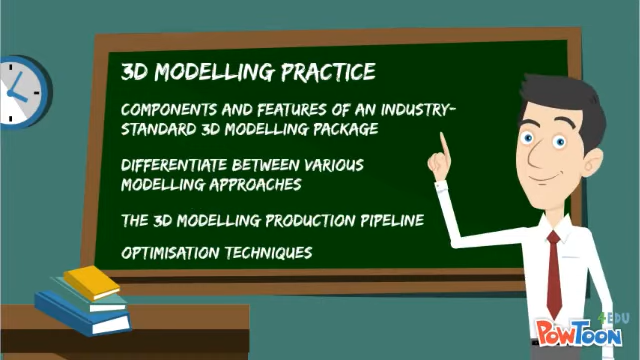 3D MODELLING PRACTICE
COMPONENTS AND FEATURES OF AN INDUSTRY-
STANDARD 3D MODELLING PACKAGE
DIFFERENTIATE BETWEEN VARIOUS
MODELLING APPROACHES
THE 3D MODELLING PRODUCTION PIPELINE
OPTIMISATION TECHNIQUES
4EDU
POWTOON